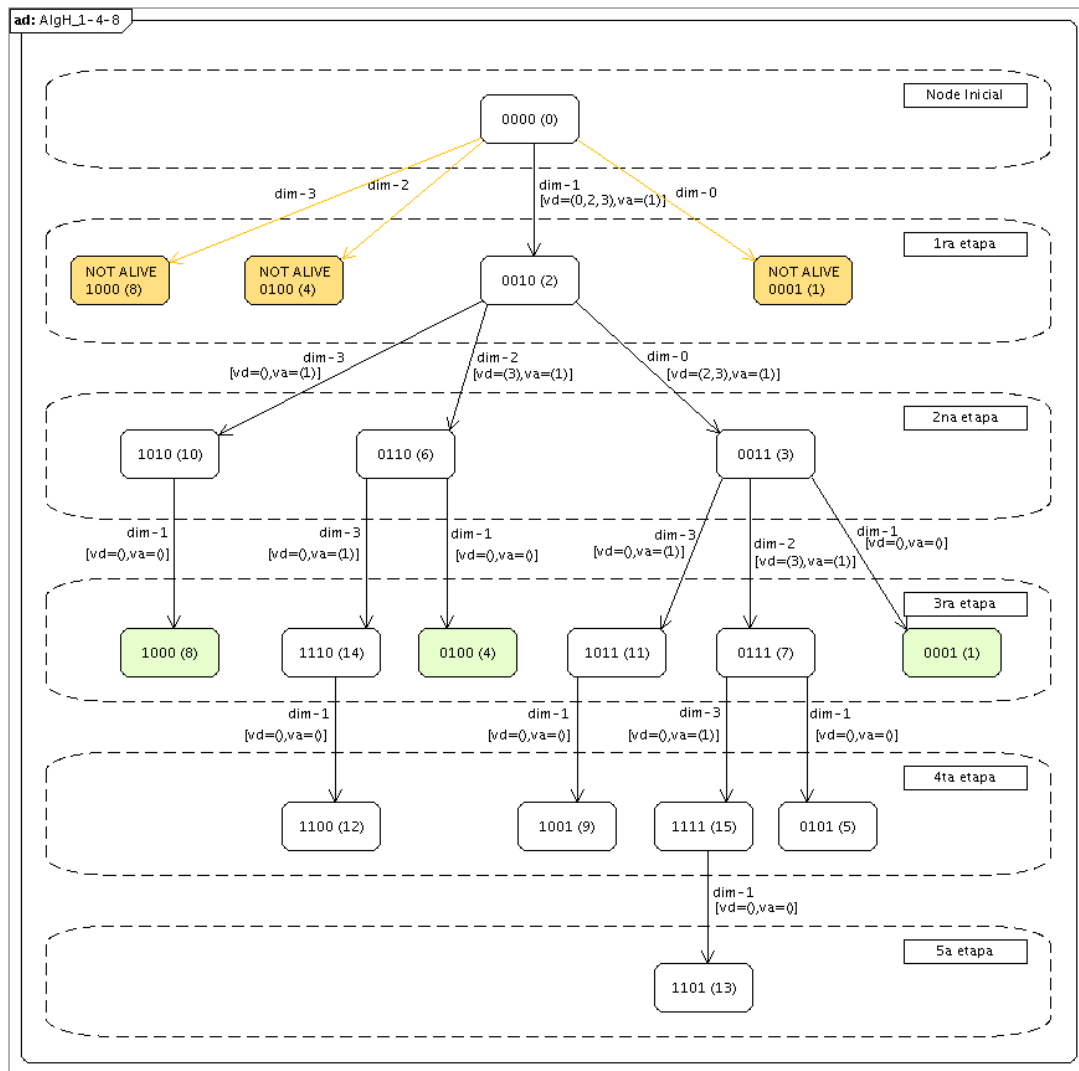 ad: AlgH_1-4-8
Node Inicial
0000 (0)
dim-3
dim-2
dim-1
[vd=(0,2,3),va=(1)]
dim-0
1ra etapa
NOT ALIVE
1000 (8)
NOT ALIVE
0100 (4)
0010 (2)
NOT ALIVE
0001 (1)
dim-3
[vd=(),va=(1)]
dim-2
[vd=(3),va=(1)]
dim-0
[vd=(2,3),va=(1)]
2na etapa
1010 (10)
0110 (6)
0011 (3)
dim-1
[vd=(),va=()]
dim-3
[vd=(),va=(1)]
dim-1
[vd=(),va=()]
dim-3
[vd=(),va=(1)]
dim-2
[vd=(3),va=(1)]
dim-1
[vd=(),va=()]
3ra etapa
1000 (8)
1110 (14)
0100 (4)
1011 (11)
0111 (7)
0001 (1)
dim-1
[vd=(),va=()]
dim-1
[vd=(),va=()]
dim-3
[vd=(),va=(1)]
dim-1
[vd=(),va=()]
4ta etapa
1100 (12)
1001 (9)
1111 (15)
0101 (5)
dim-1
[vd=(),va=()]
5a etapa
1101 (13)